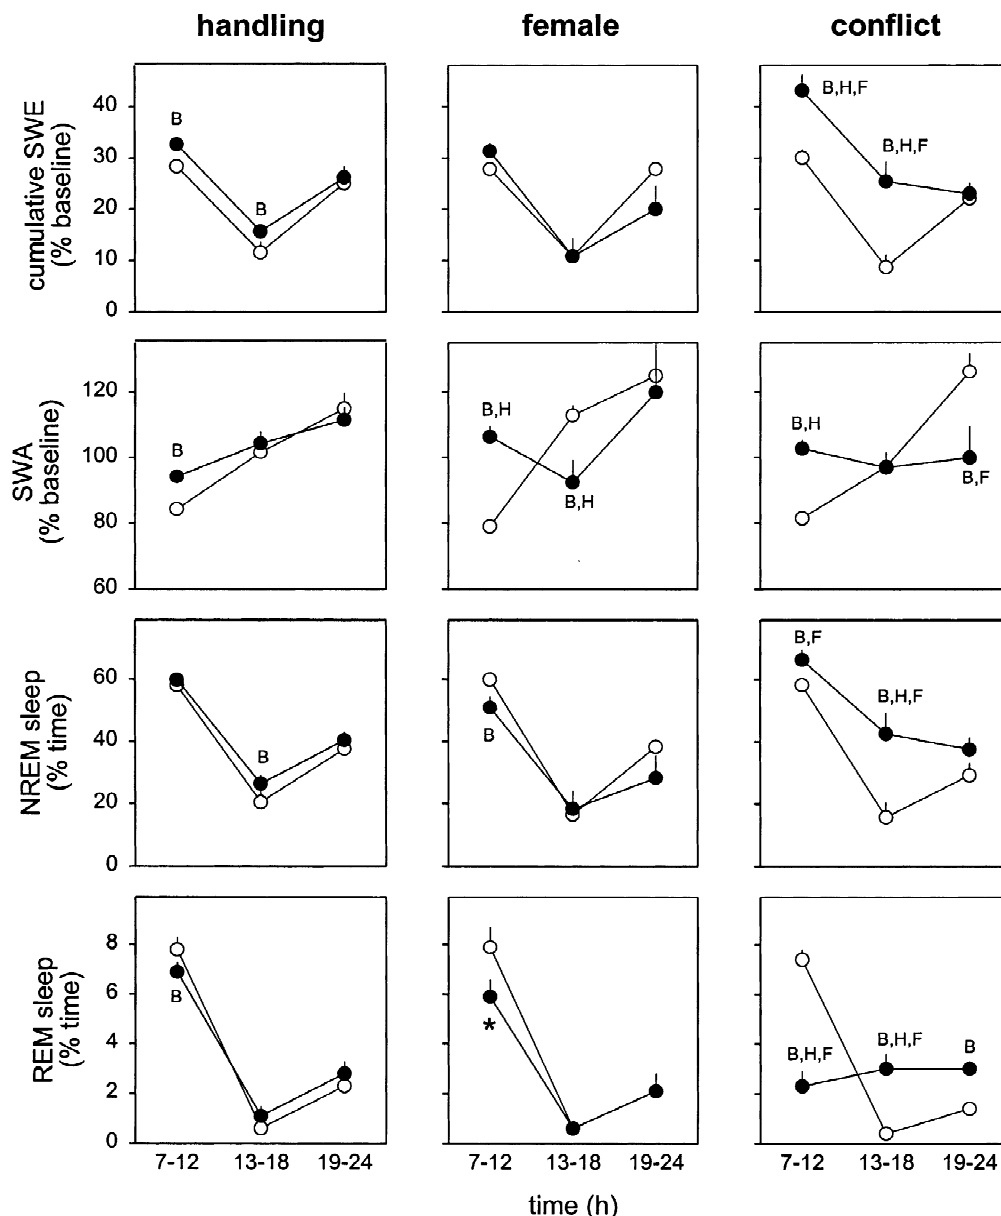 handling female conflict
cumulative SWE
(% baseline)
40
30
20
10
0
B
B
B,H,F
B,H,F
SWA
(% baseline)
120
100
80
60
B
B,H
B,H
B,H
B,F
NREM sleep
(% time)
60
40
20
0
B
B
B,F
B,H,F
REM sleep
(% time)
8
6
4
2
0
B
*
B,H,F
B,H,F
B
7-12 13-18 19-24 7-12 13-18 19-24 7-12 13-18 19-24
time (h)